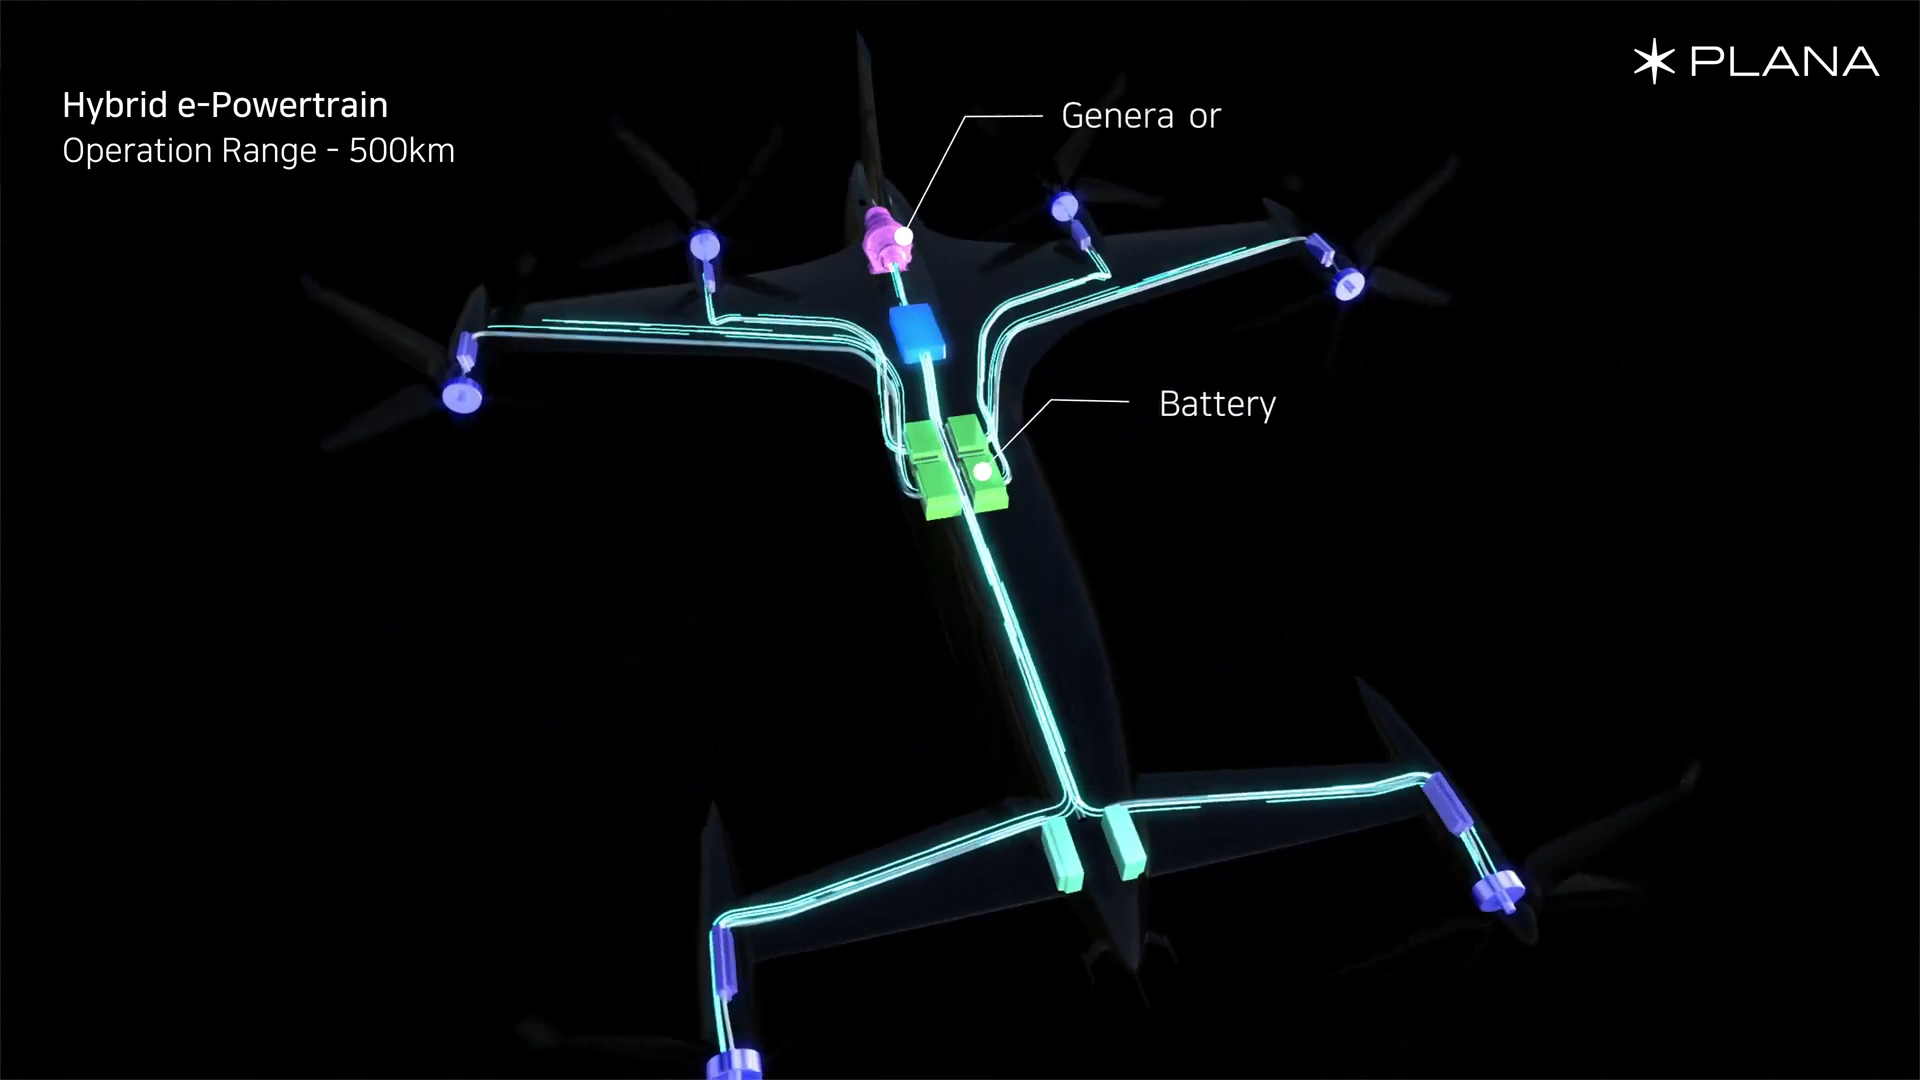 Hybrid e-Powertrain
Operation Range - 500km
PLANA
Genera or
Battery